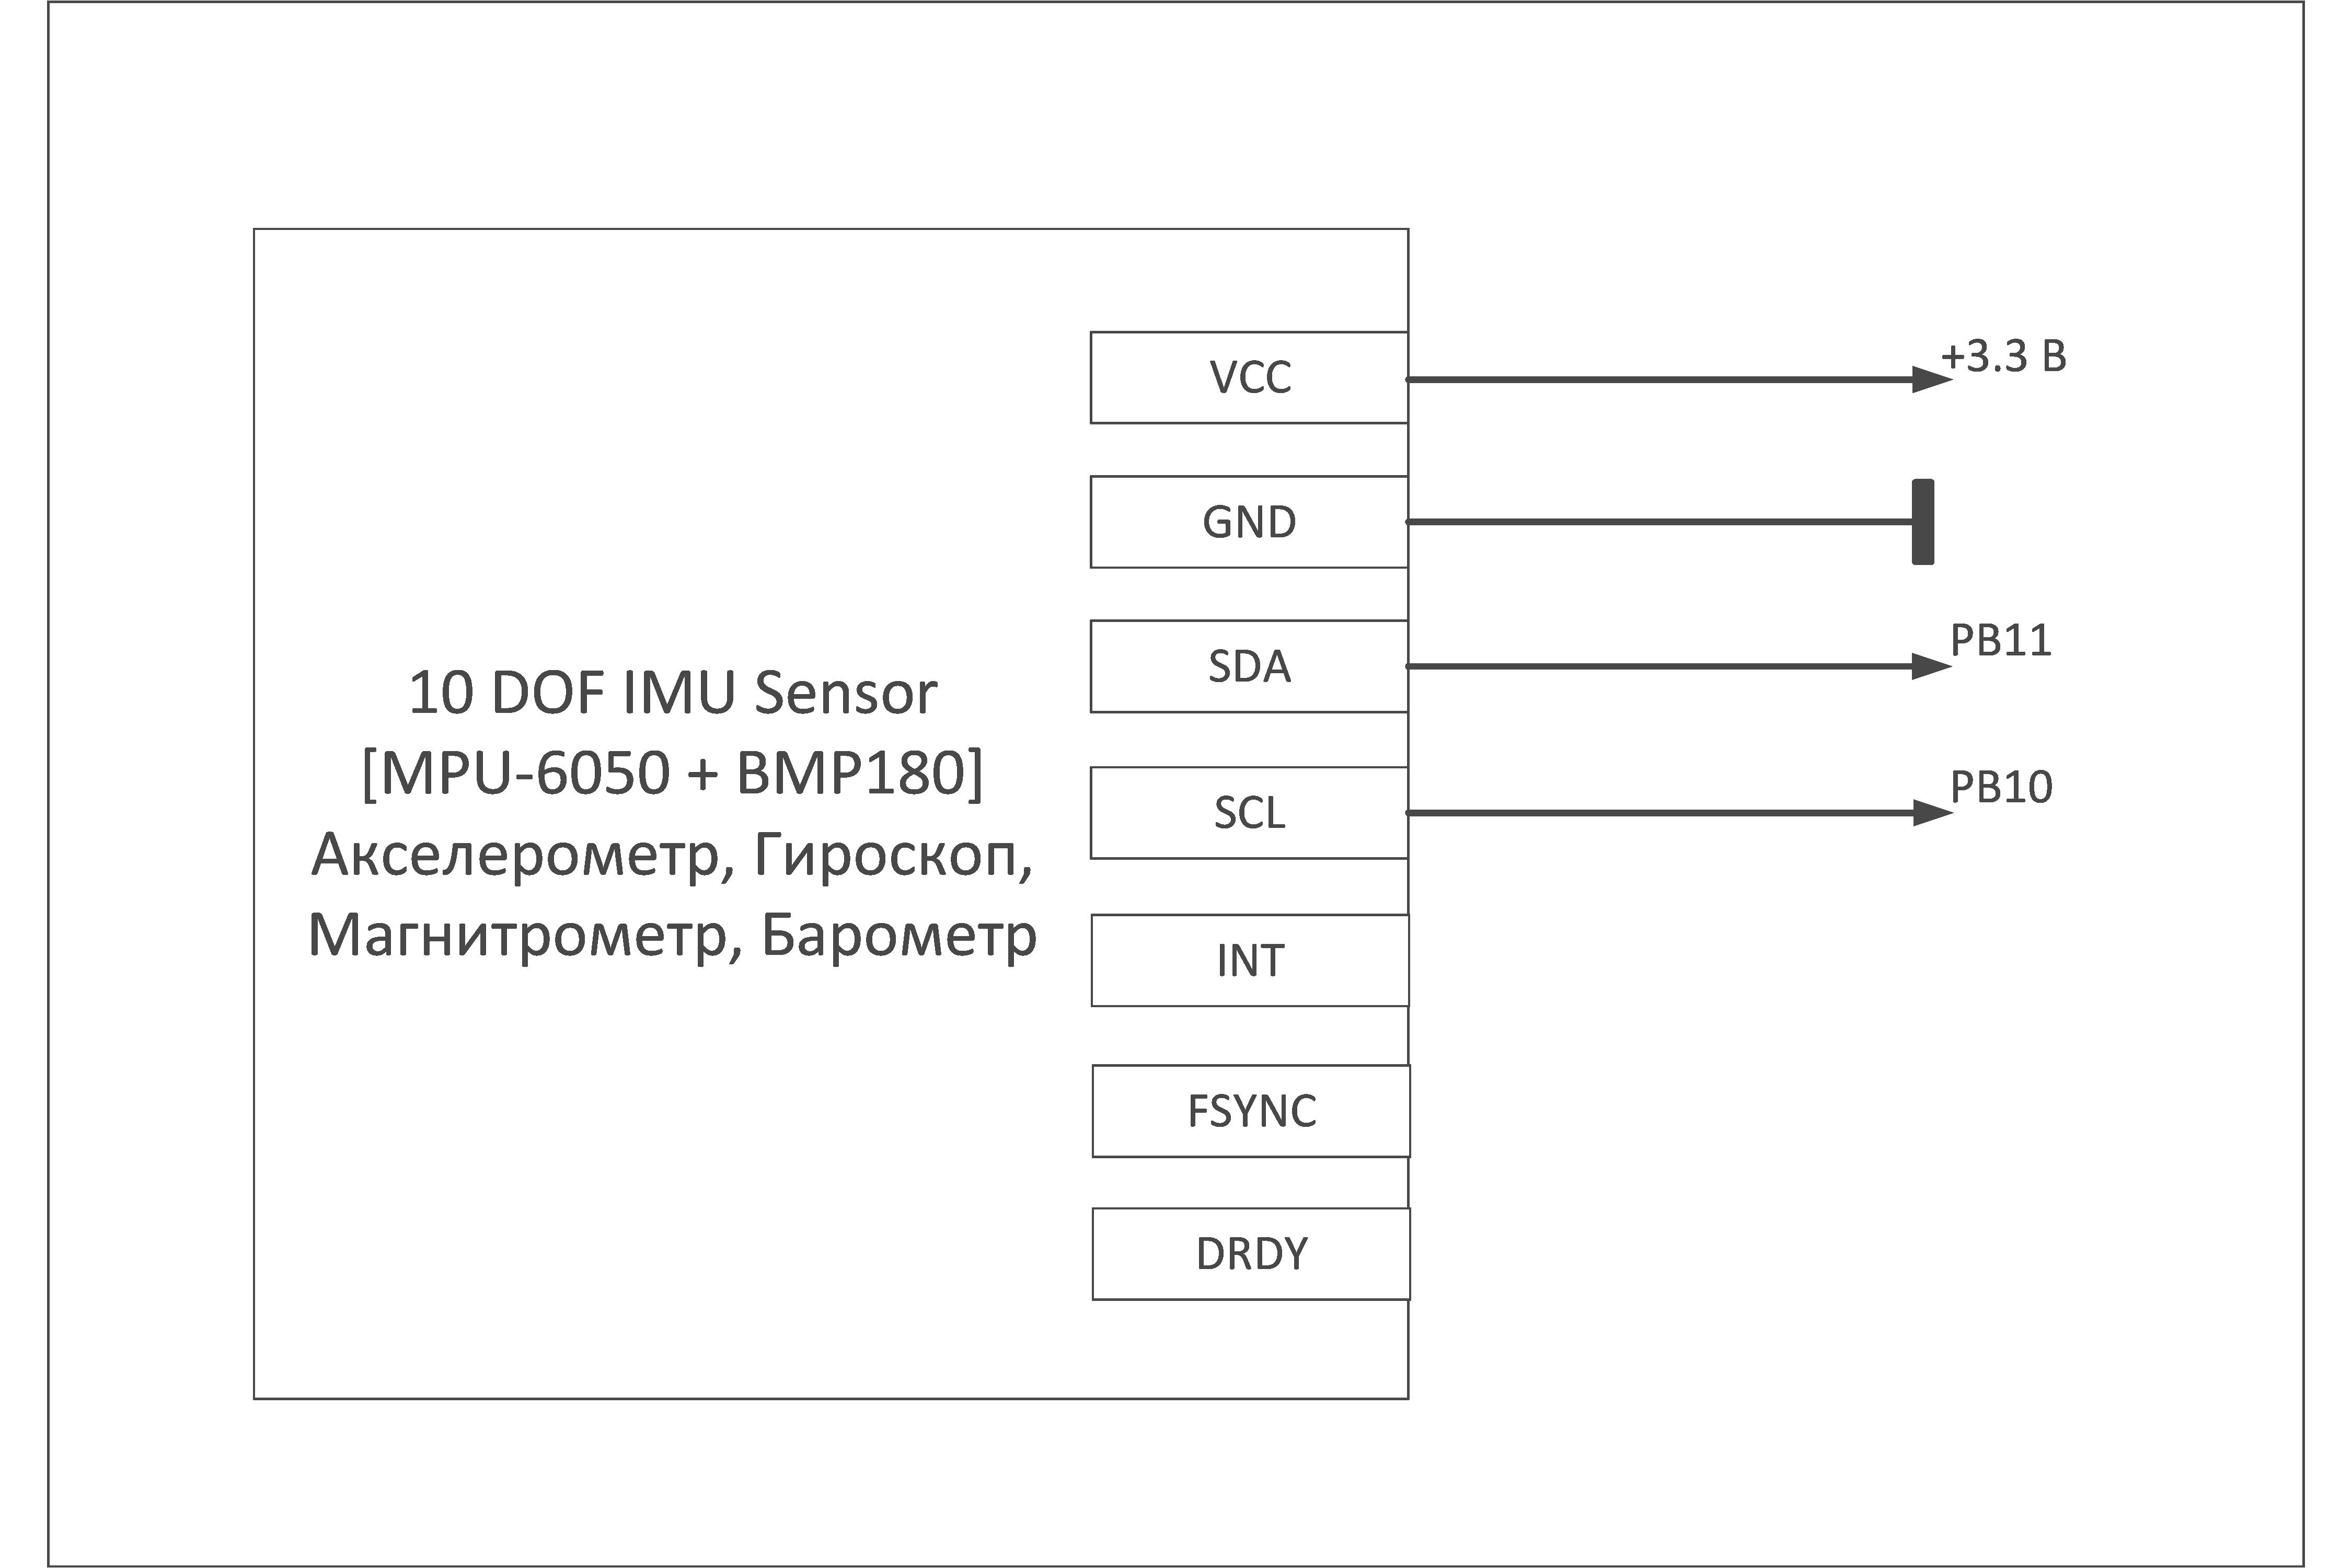 10 DOF IMU Sensor
[MPU-6050 + BMP180]
Акселерометр, Гироскоп,
Магнитрометр, Барометр
VCC
+3.3 В
GND
SDA
PB11
SCL
PB10
INT
FSYNC
DRDY